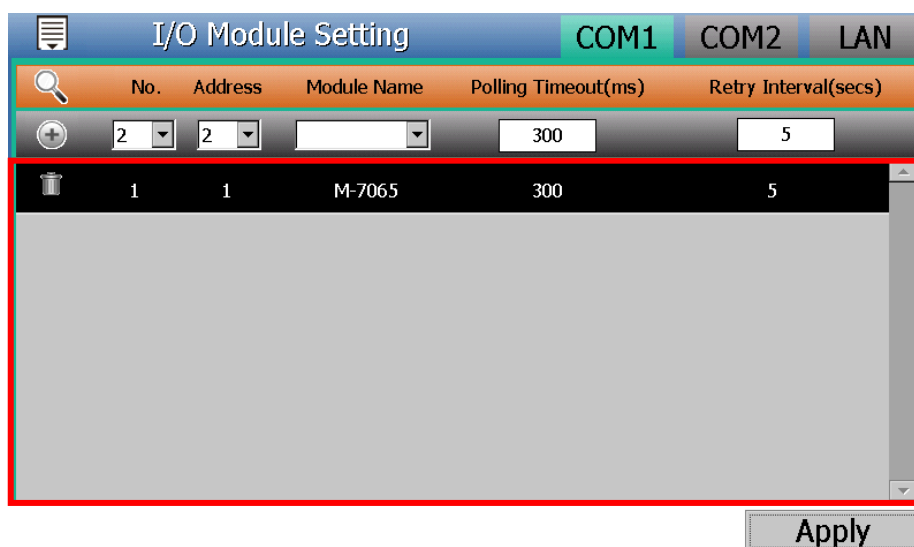 I/O Module Setting COM1 COM2 LAN
No. Address Module Name Polling Timeout(ms) Retry Interval(secs)
2 2 300 5
1 1 M-7065 300 5
Apply